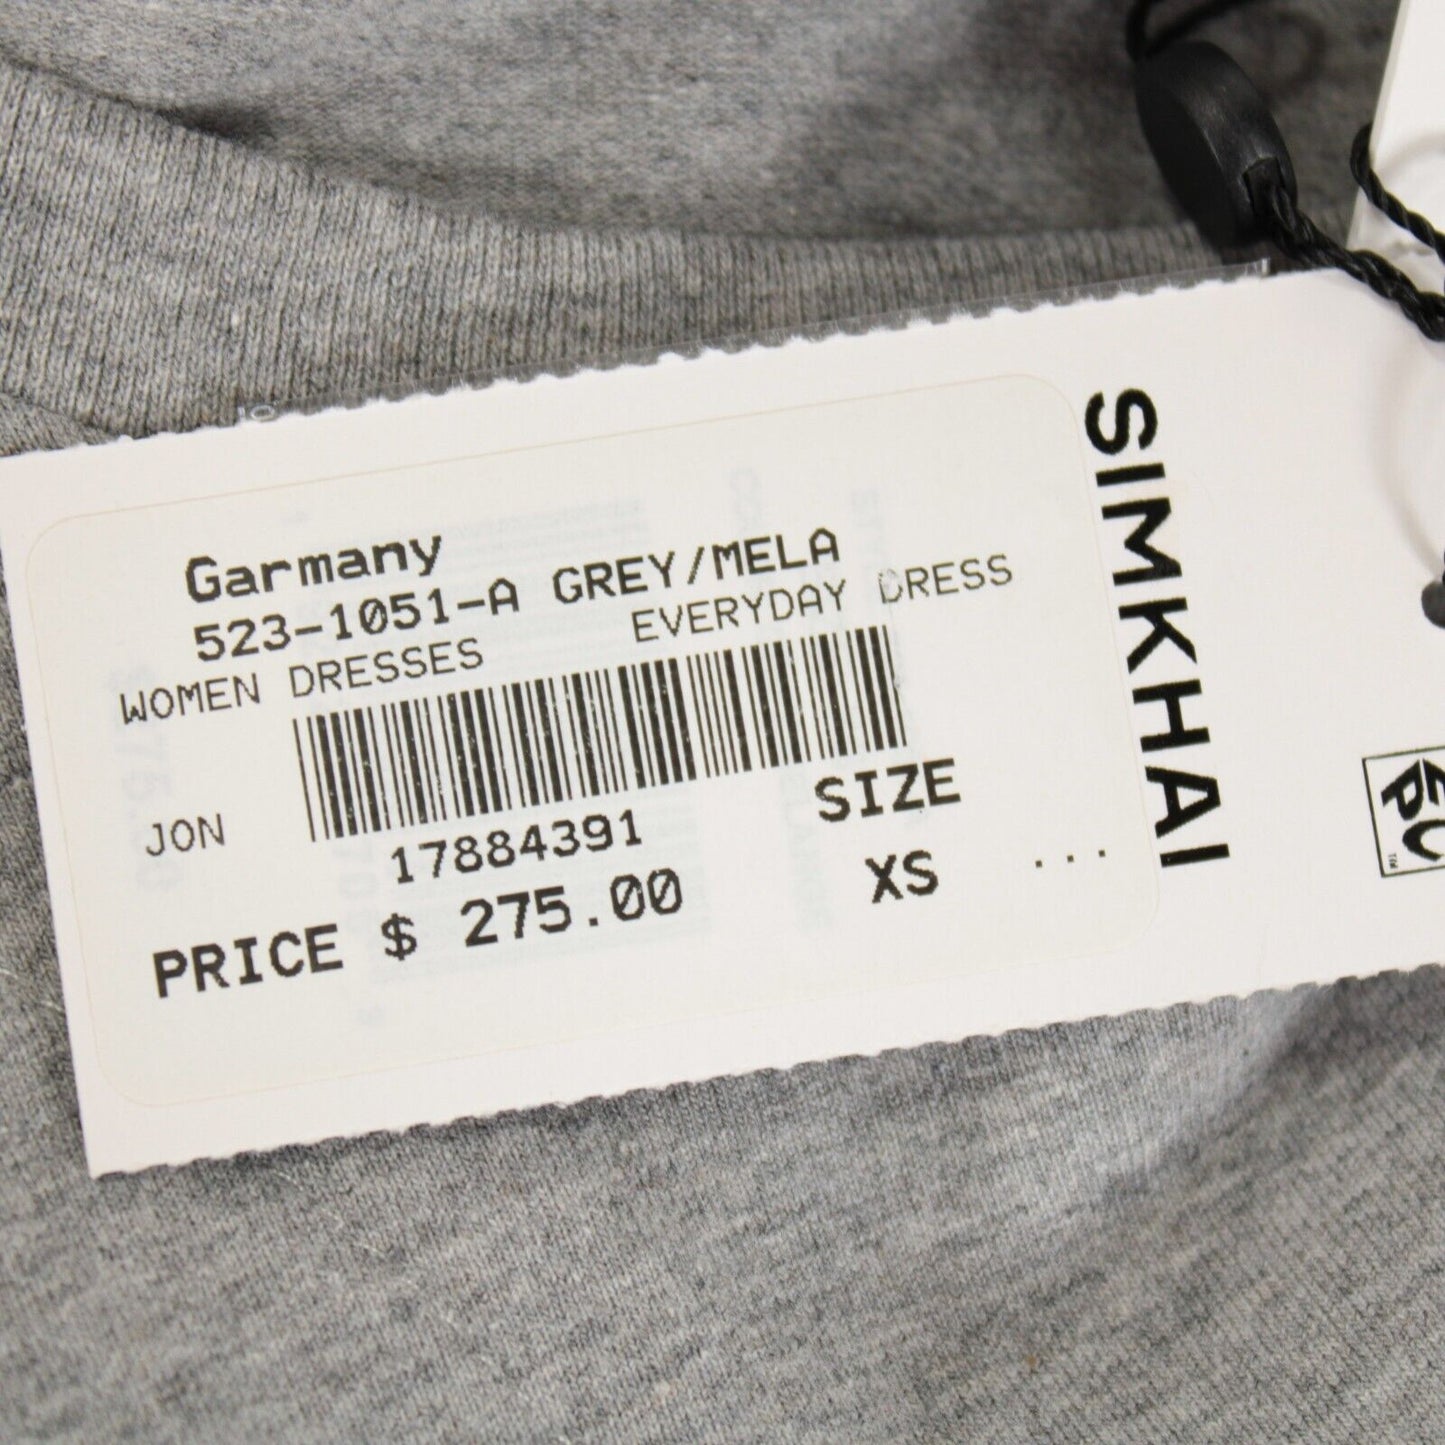 Garmany
523-1051-A GREY/MELA
WOMEN DRESSES EVERYDAY DRESS
JON
17884391
SIZE
PRICE $ 275.00
XS
...
SIMKHAI